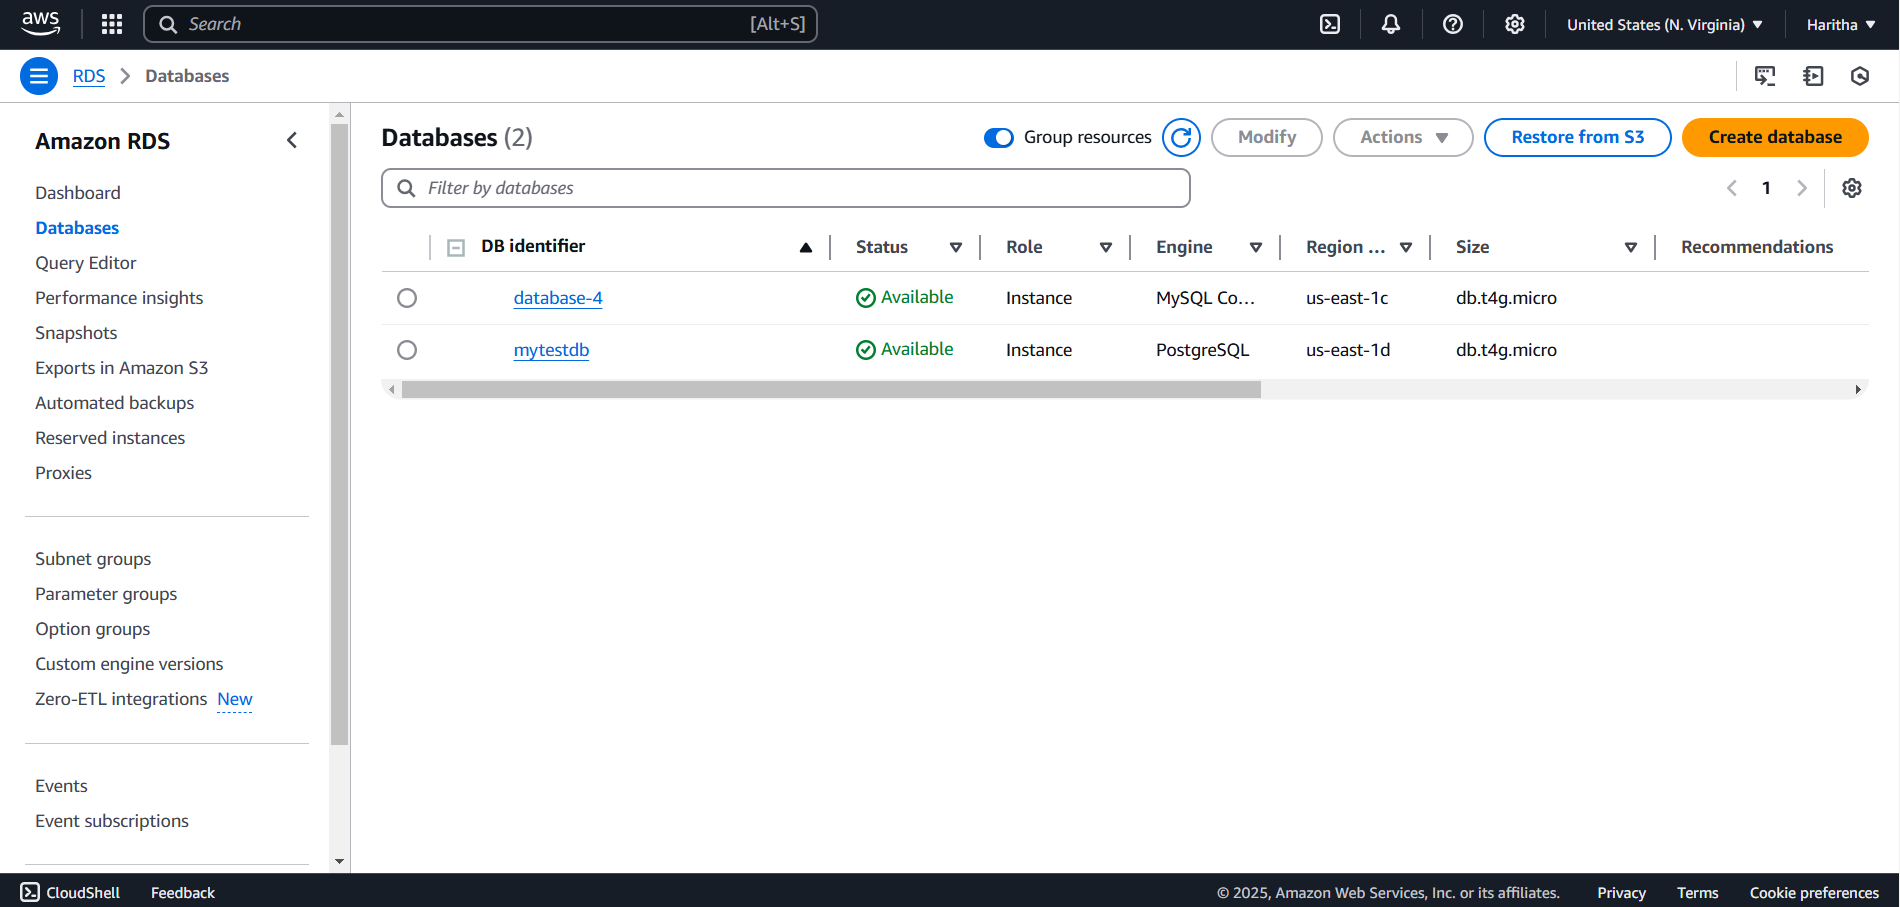 aws Search [Alt+S] United States (N. Virginia) Haritha
RDS Databases
Amazon RDS
Dashboard
Databases
Query Editor
Performance insights
Snapshots
Exports in Amazon S3
Automated backups
Reserved instances
Proxies
Subnet groups
Parameter groups
Option groups
Custom engine versions
Zero-ETL integrations New
Events
Event subscriptions
Databases (2) Group resources Modify Actions Restore from S3 Create database
Filter by databases 1
DB identifier Status Role Engine Region ... Size Recommendations
database-4 Available Instance MySQL Co... us-east-1c db.t4g.micro
mytestdb Available Instance PostgreSQL us-east-1d db.t4g.micro
CloudShell Feedback © 2025, Amazon Web Services, Inc. or its affiliates. Privacy Terms Cookie preferences